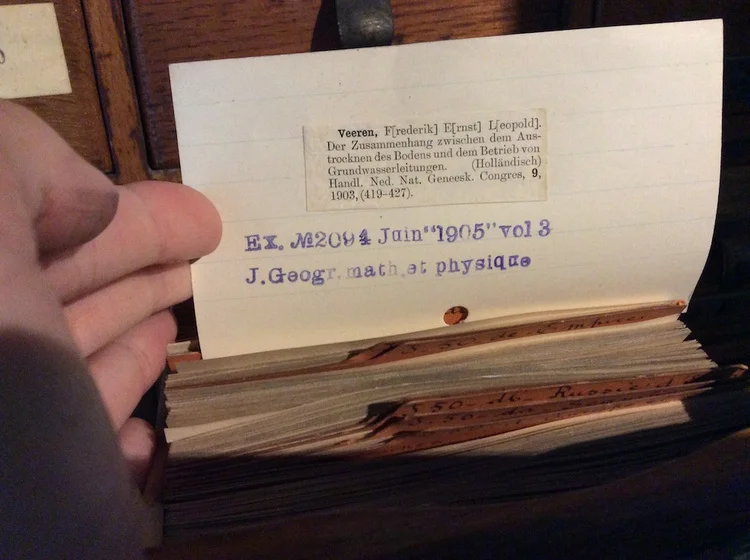 Veeren, F[rederik] E[rnst] L[eopold].
Der Zusammenhang zwischen dem Aus-
trocknen des Bodens und dem Betrieb von
Grundwasserleitungen. (Holländisch)
Handl. Ned. Nat. Geneesk. Congres, 9,
1903, (419-427).
Ex. №2094 Juin "1905" vol 3
J.Geogr. math. et physique